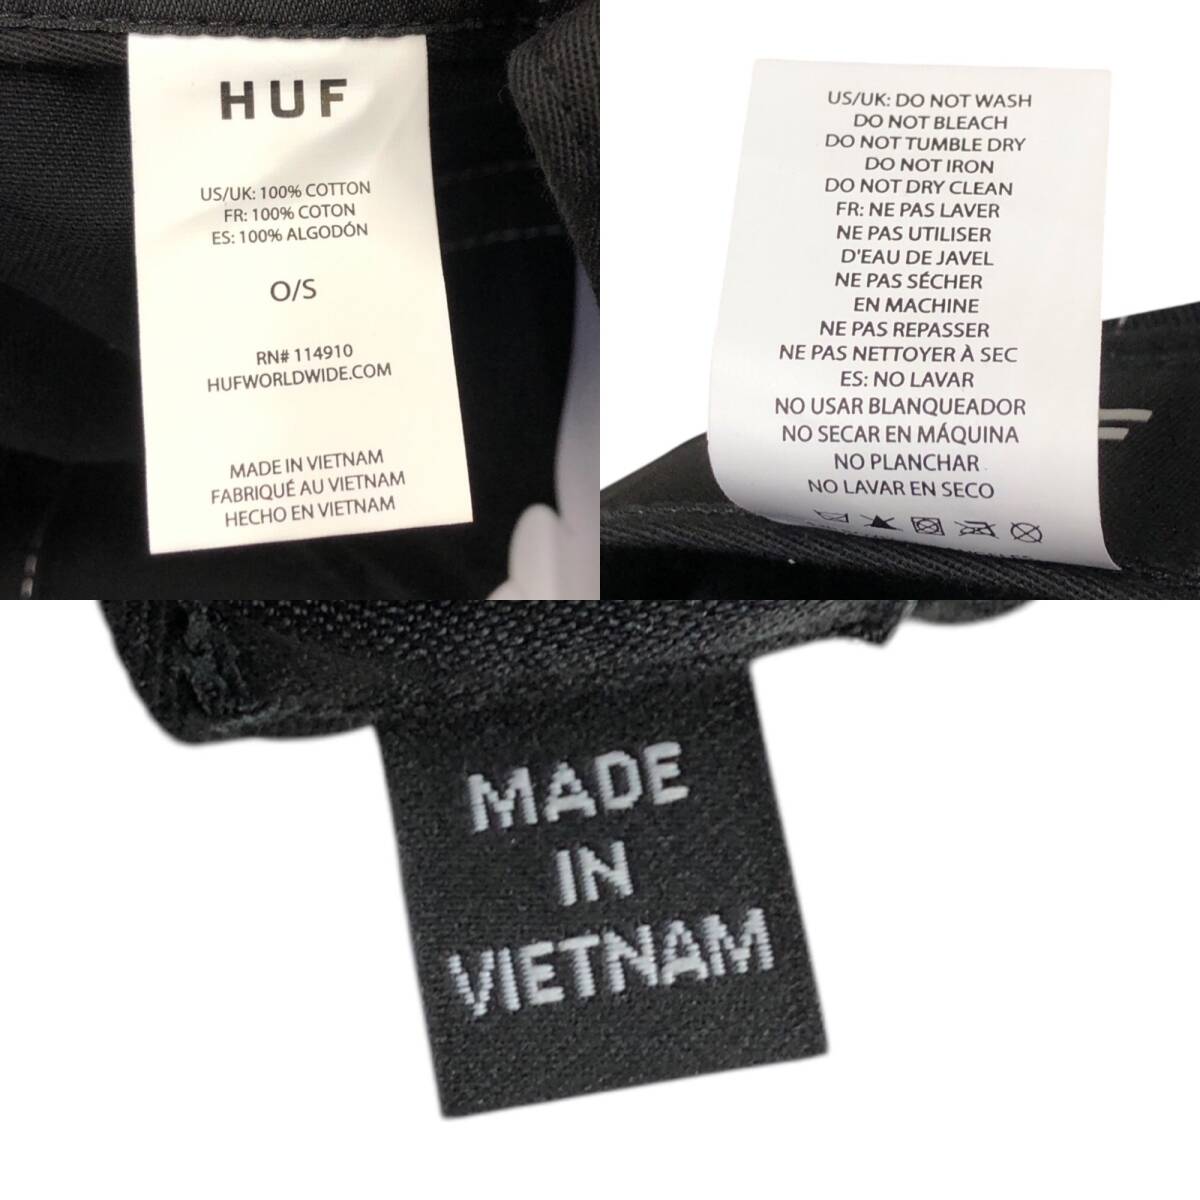 HUF
US/UK: 100% COTTON
FR: 100% COTON
ES: 100% ALGODÓN
O/S
RN# 114910
HUFWORLDWIDE.COM
MADE IN VIETNAM
FABRIQUÉ AU VIETNAM
HECHO EN VIETNAM
US/UK: DO NOT WASH
DO NOT BLEACH
DO NOT TUMBLE DRY
DO NOT IRON
DO NOT DRY CLEAN
FR: NE PAS LAVER
NE PAS UTILISER
D'EAU DE JAVEL
NE PAS SÉCHER
EN MACHINE
NE PAS REPASSER
NE PAS NETTOYER À SEC
ES: NO LAVAR
NO USAR BLANQUEADOR
NO SECAR EN MÁQUINA
NO PLANCHAR
NO LAVAR EN SECO
MADE
IN
VIETNAM